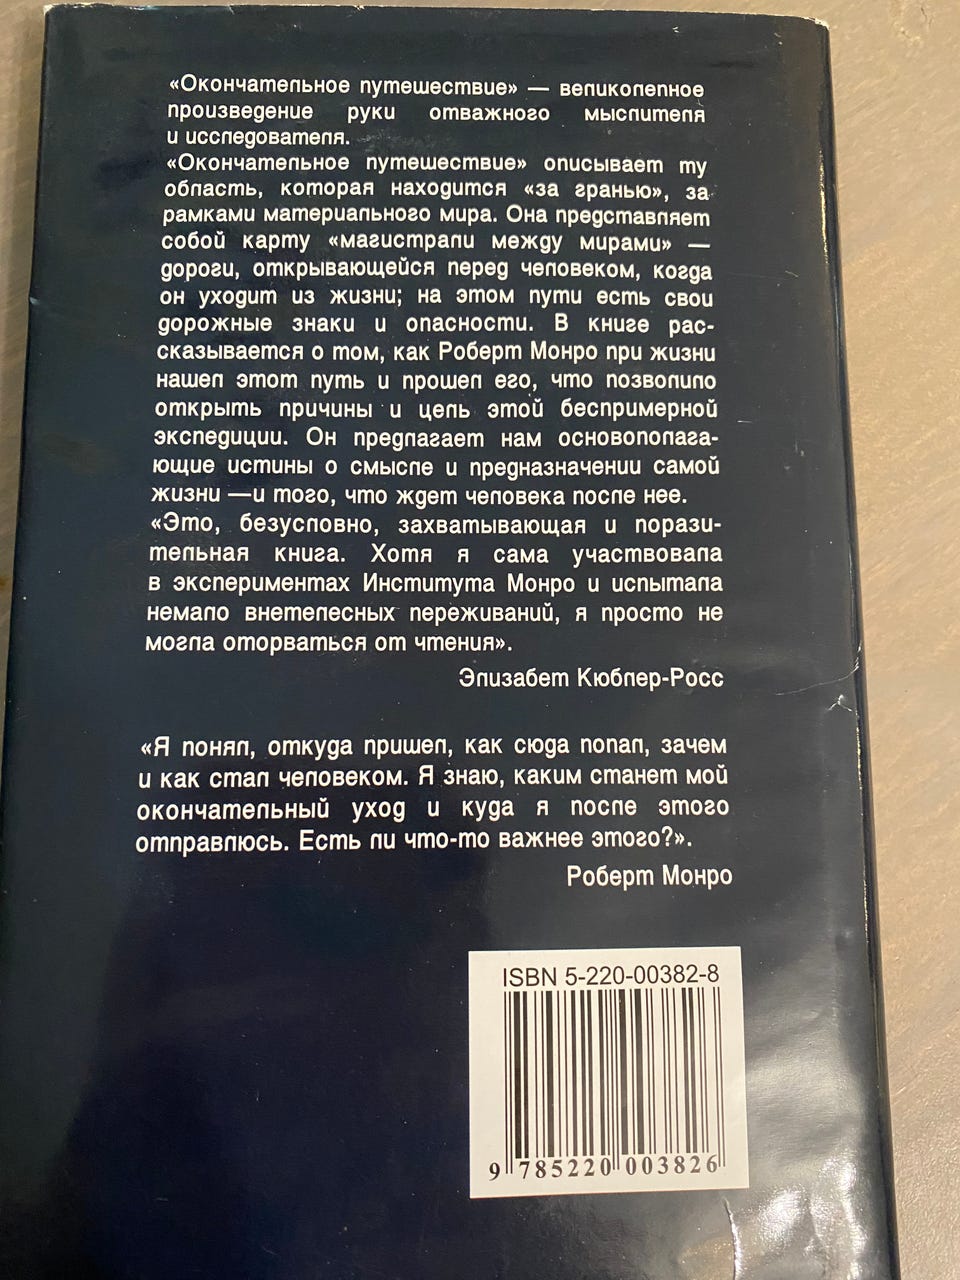 «Окончательное путешествие» — великолепное
произведение руки отважного мыслителя
и исследователя.
«Окончательное путешествие» описывает ту
область, которая находится «за гранью», за
рамками материального мира. Она представляет
собой карту «магистрали между мирами» —
дороги, открывающейся перед человеком, когда
он уходит из жизни; на этом пути есть свои
дорожные знаки и опасности. В книге рас-
сказывается о том, как Роберт Монро при жизни
нашел этот путь и прошел его, что позволило
открыть причины и цель этой беспримерной
экспедиции. Он предлагает нам основополага-
ющие истины о смысле и предназначении самой
жизни —и того, что ждет человека после нее.
«Это, безусловно, захватывающая и порази-
тельная книга. Хотя я сама участвовала
в экспериментах Института Монро и испытала
немало внетелесных переживаний, я просто не
могла оторваться от чтения».
Элизабет Кюблер-Росс
«Я понял, откуда пришел, как сюда попал, зачем
и как стал человеком. Я знаю, каким станет мой
окончательный уход и куда я после этого
отправлюсь. Есть ли что-то важнее этого?».
Роберт Монро
ISBN 5-220-00382-8
9 785220 003826